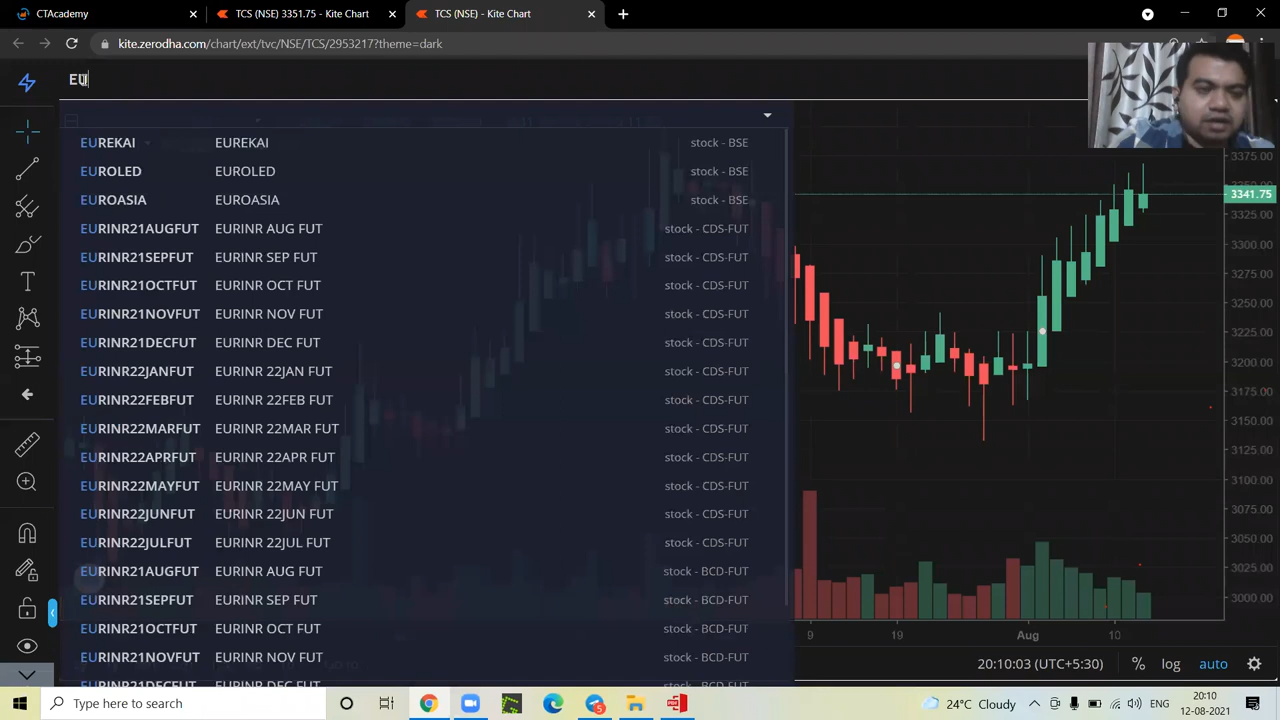 CTAcademy
TCS (NSE) 3351.75 - Kite Chart
TCS (NSE) - Kite Chart
kite.zerodha.com/chart/ext/tvc/NSE/TCS/2953217?theme=dark
EU
EUREKAI EUREKAI stock - BSE
EUROLED EUROLED stock - BSE
EUROASIA EUROASIA stock - BSE
EURINR21AUGFUT EURINR AUG FUT stock - CDS-FUT
EURINR21SEPFUT EURINR SEP FUT stock - CDS-FUT
EURINR21OCTFUT EURINR OCT FUT stock - CDS-FUT
EURINR21NOVFUT EURINR NOV FUT stock - CDS-FUT
EURINR21DECFUT EURINR DEC FUT stock - CDS-FUT
EURINR22JANFUT EURINR 22JAN FUT stock - CDS-FUT
EURINR22FEBFUT EURINR 22FEB FUT stock - CDS-FUT
EURINR22MARFUT EURINR 22MAR FUT stock - CDS-FUT
EURINR22APRFUT EURINR 22APR FUT stock - CDS-FUT
EURINR22MAYFUT EURINR 22MAY FUT stock - CDS-FUT
EURINR22JUNFUT EURINR 22JUN FUT stock - CDS-FUT
EURINR22JULFUT EURINR 22JUL FUT stock - CDS-FUT
EURINR21AUGFUT EURINR AUG FUT stock - BCD-FUT
EURINR21SEPFUT EURINR SEP FUT stock - BCD-FUT
EURINR21OCTFUT EURINR OCT FUT stock - BCD-FUT
EURINR21NOVFUT EURINR NOV FUT stock - BCD-FUT
EURINR21DECFUT EURINR DEC FUT stock - BCD-FUT
3375.00
3341.75
3325.00
3300.00
3275.00
3250.00
3225.00
3200.00
3175.00
3150.00
3125.00
3100.00
3075.00
3050.00
3025.00
3000.00
9 19 Aug 10
20:10:03 (UTC+5:30) % log auto
Type here to search
24°C Cloudy
ENG
20:10
12-08-2021